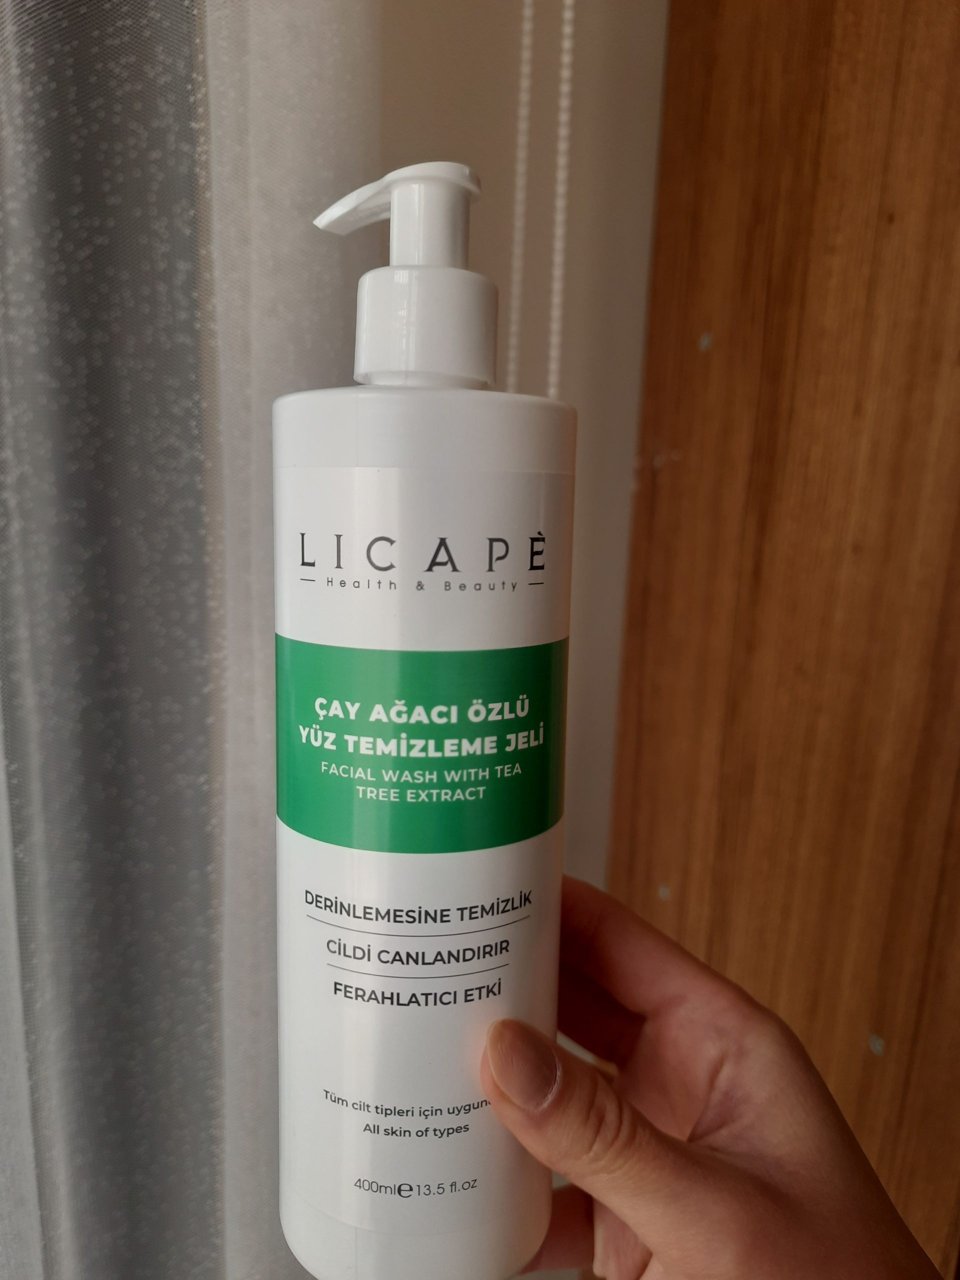 LICAPÈ
Health & Beauty
ÇAY AĞACI ÖZLÜ
YÜZ TEMİZLEME JELİ
FACIAL WASH WITH TEA
TREE EXTRACT
DERİNLEMESİNE TEMİZLİK
CİLDİ CANLANDIRIR
FERAHLATICI ETKİ
Tüm cilt tipleri için
All skin of types
400ml e 13.5 fl.oz